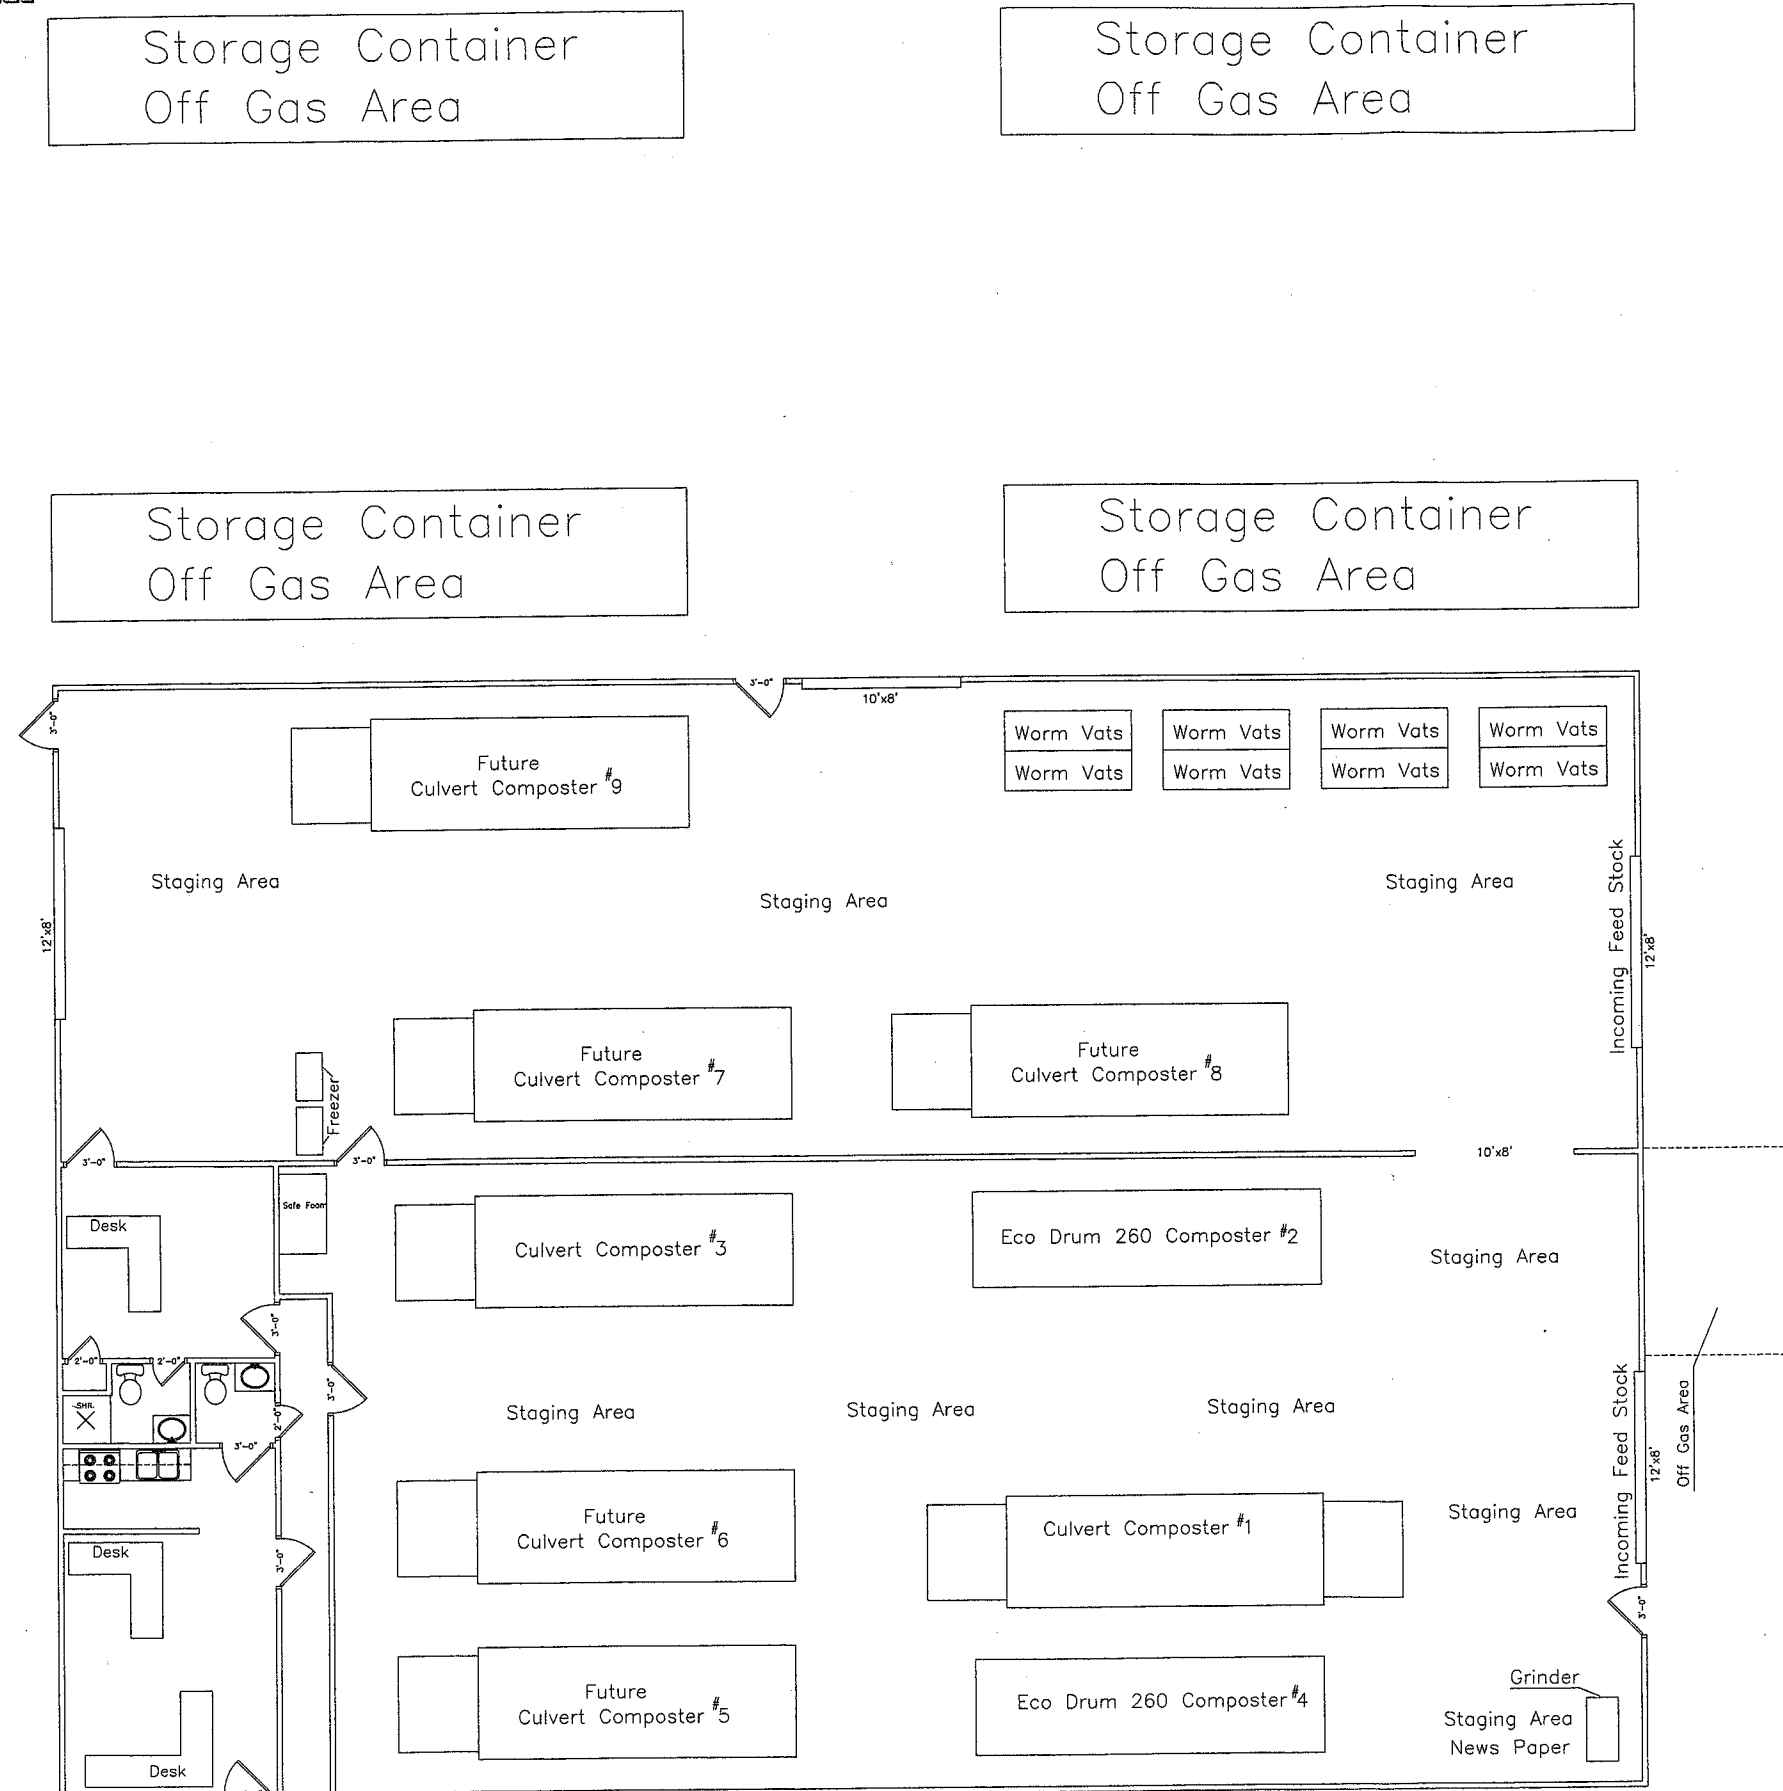 Storage Container
Off Gas Area
Storage Container
Off Gas Area
Storage Container
Off Gas Area
Storage Container
Off Gas Area
3'-0"
10'x8'
3'-0"
Future
Culvert Composter #9
Worm Vats
Worm Vats
Worm Vats
Worm Vats
Worm Vats
Worm Vats
Worm Vats
Worm Vats
Staging Area
Staging Area
Staging Area
12'x8'
Incoming Feed Stock
12'x8'
Future
Culvert Composter #7
Future
Culvert Composter #8
Freezer
3'-0"
3'-0"
10'x8'
Safe Foom
Desk
Culvert Composter #3
Eco Drum 260 Composter #2
Staging Area
3'-0"
2'-0"
2'-0"
3'-0"
SHR.
2'-0"
3'-0"
Staging Area
Staging Area
Staging Area
Incoming Feed Stock
12'x8'
Off Gas Area
Future
Culvert Composter #6
Culvert Composter #1
Staging Area
Desk
3'-0"
3'-0"
Future
Culvert Composter #5
Eco Drum 260 Composter #4
Grinder
Staging Area
News Paper
Desk